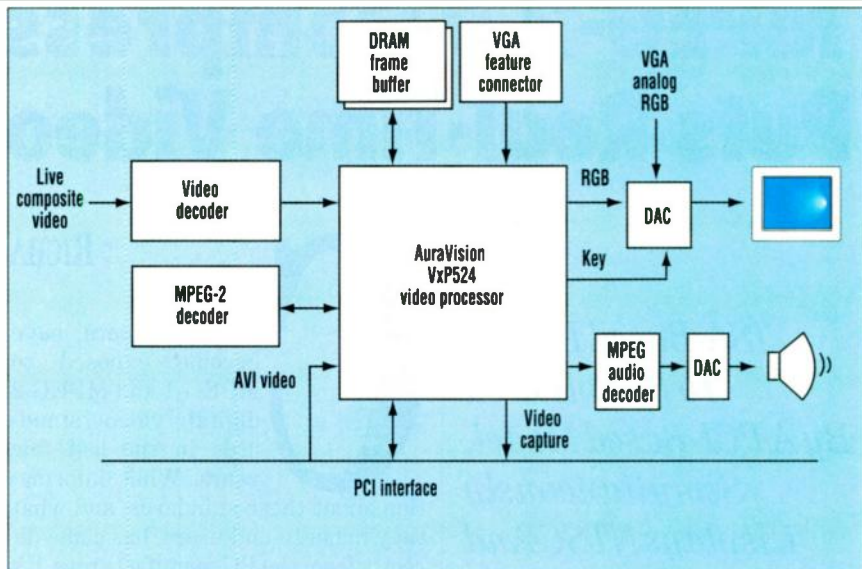 DRAM
frame
buffer
VGA
feature
connector
VGA
analog
RGB
Live
composite
video
Video
decoder
RGB
DAC
AuraVision
VxP524
video processor
Key
MPEG-2
decoder
AVI video
MPEG
audio
decoder
DAC
Video
capture
PCI interface